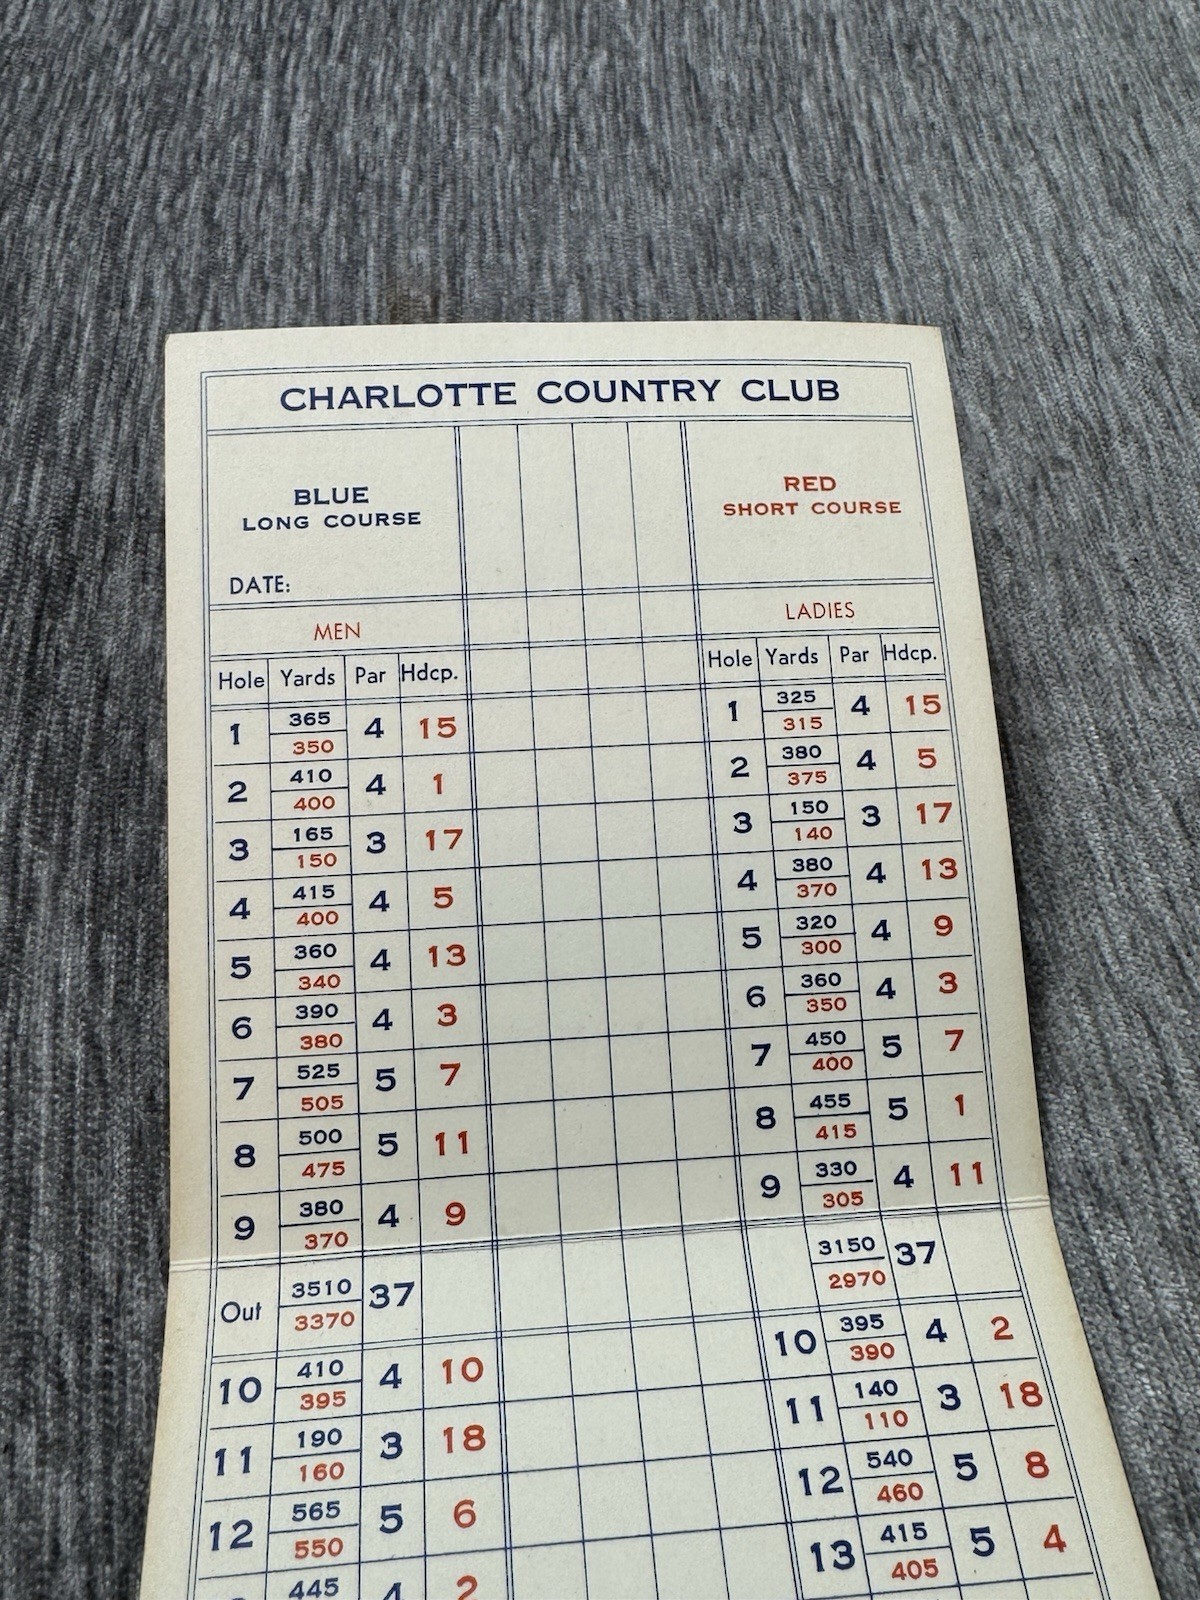 CHARLOTTE COUNTRY CLUB
BLUE
LONG COURSE
RED
SHORT COURSE
DATE:
MEN LADIES
Hole Yards Par Hdcp. Hole Yards Par Hdcp.
1 365 350 4 15 1 325 315 4 15
2 410 400 4 1 2 380 375 4 5
3 165 150 3 17 3 150 140 3 17
4 415 400 4 5 4 380 370 4 13
5 360 340 4 13 5 320 300 4 9
6 390 380 4 3 6 360 350 4 3
7 525 505 5 7 7 450 400 5 7
8 500 475 5 11 8 455 415 5 1
9 380 370 4 9 9 330 305 4 11
Out 3510 3370 37 3150 2970 37
10 410 395 4 10 10 395 390 4 2
11 190 160 3 18 11 140 110 3 18
12 565 550 5 6 12 540 460 5 8
445 4 2 13 415 405 5 4